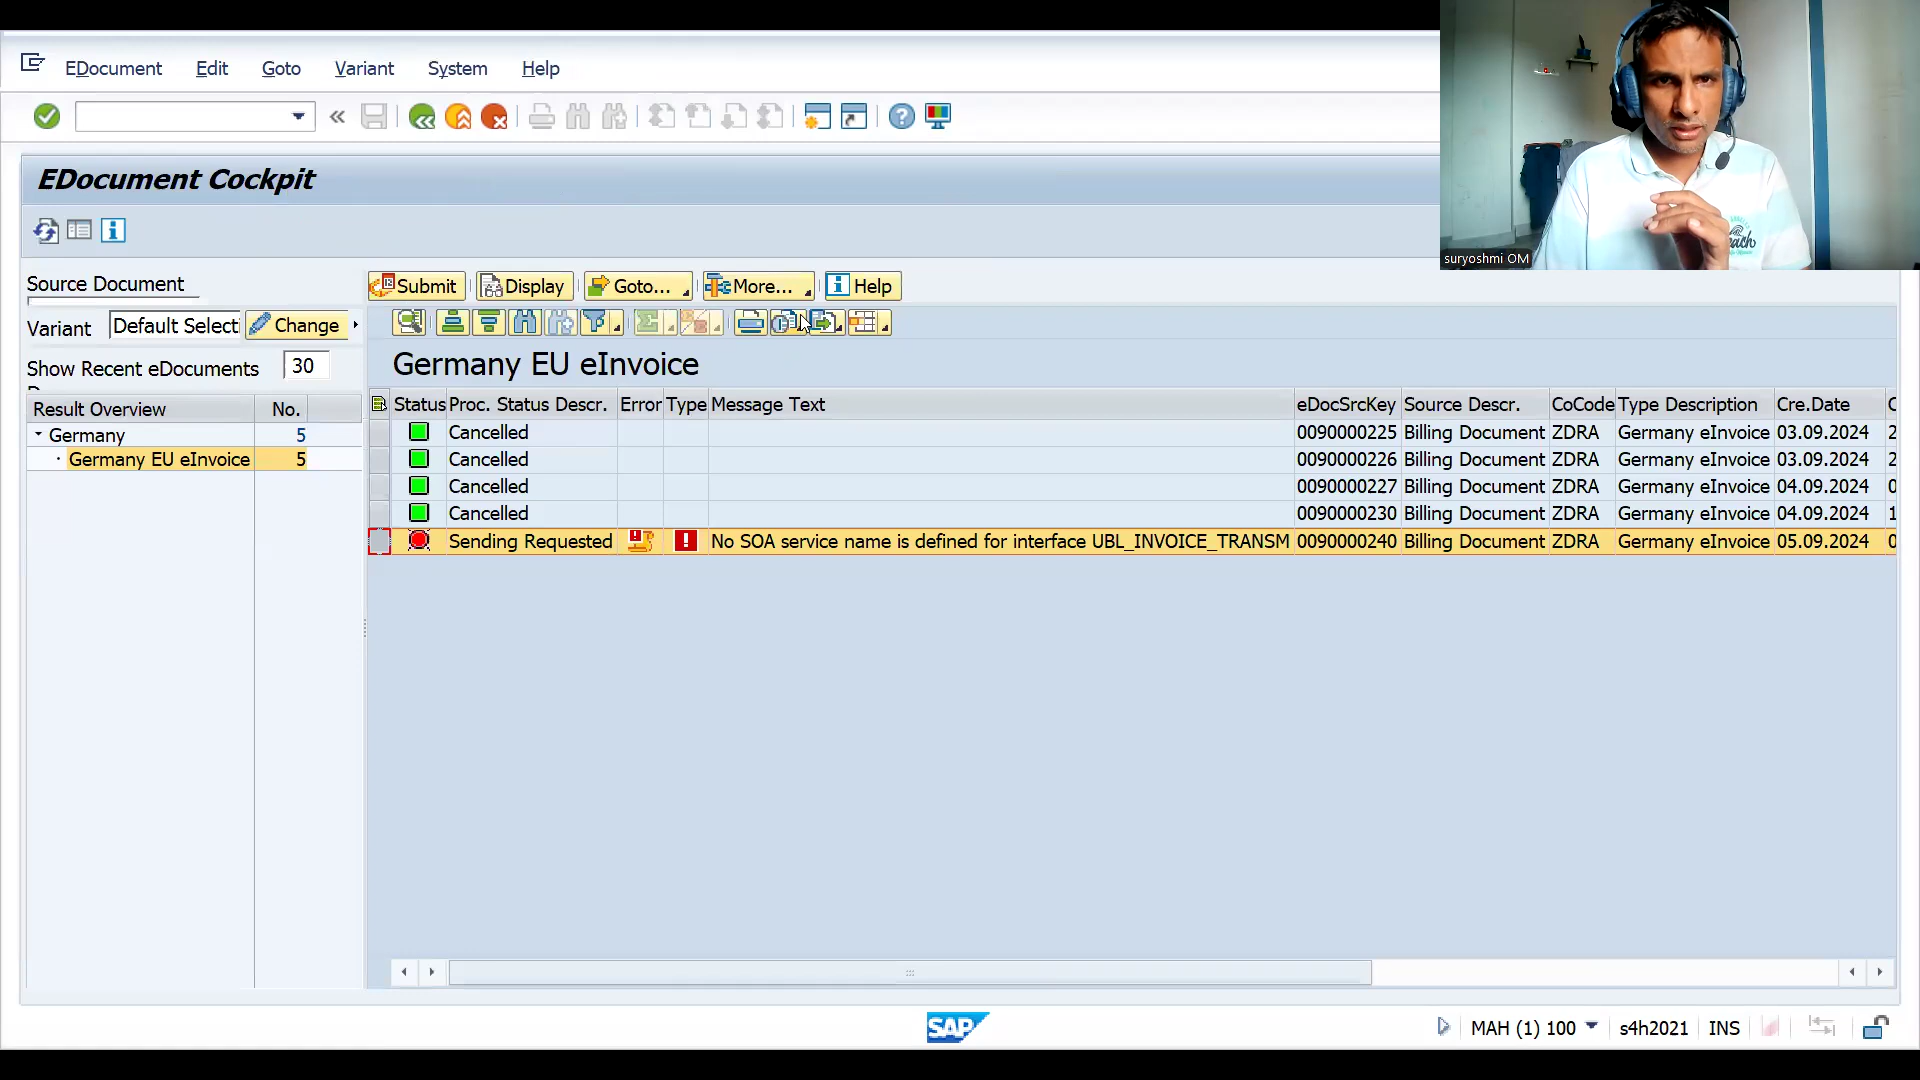 EDocument Edit Goto Variant System Help
EDocument Cockpit
Source Document
Variant Default Selecti Change
Show Recent eDocuments 30
Result Overview No.
Germany 5
Germany EU eInvoice 5
Submit Display Goto... More... Help
Germany EU eInvoice
Status Proc. Status Descr. Error Type Message Text eDocSrcKey Source Descr. CoCode Type Description Cre.Date C
Cancelled 0090000225 Billing Document ZDRA Germany eInvoice 03.09.2024 2
Cancelled 0090000226 Billing Document ZDRA Germany eInvoice 03.09.2024 2
Cancelled 0090000227 Billing Document ZDRA Germany eInvoice 04.09.2024 0
Cancelled 0090000230 Billing Document ZDRA Germany eInvoice 04.09.2024 1
Sending Requested No SOA service name is defined for interface UBL_INVOICE_TRANSM 0090000240 Billing Document ZDRA Germany eInvoice 05.09.2024 0
suryoshmi OM
SAP
MAH (1) 100 s4h2021 INS